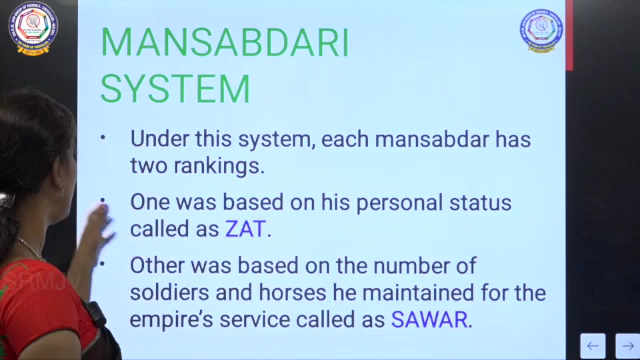 MANSABDARI
SYSTEM
• Under this system, each mansabdar has
two rankings.
• One was based on his personal status
called as ZAT.
• Other was based on the number of
soldiers and horses he maintained for the
empire's service called as SAWAR.